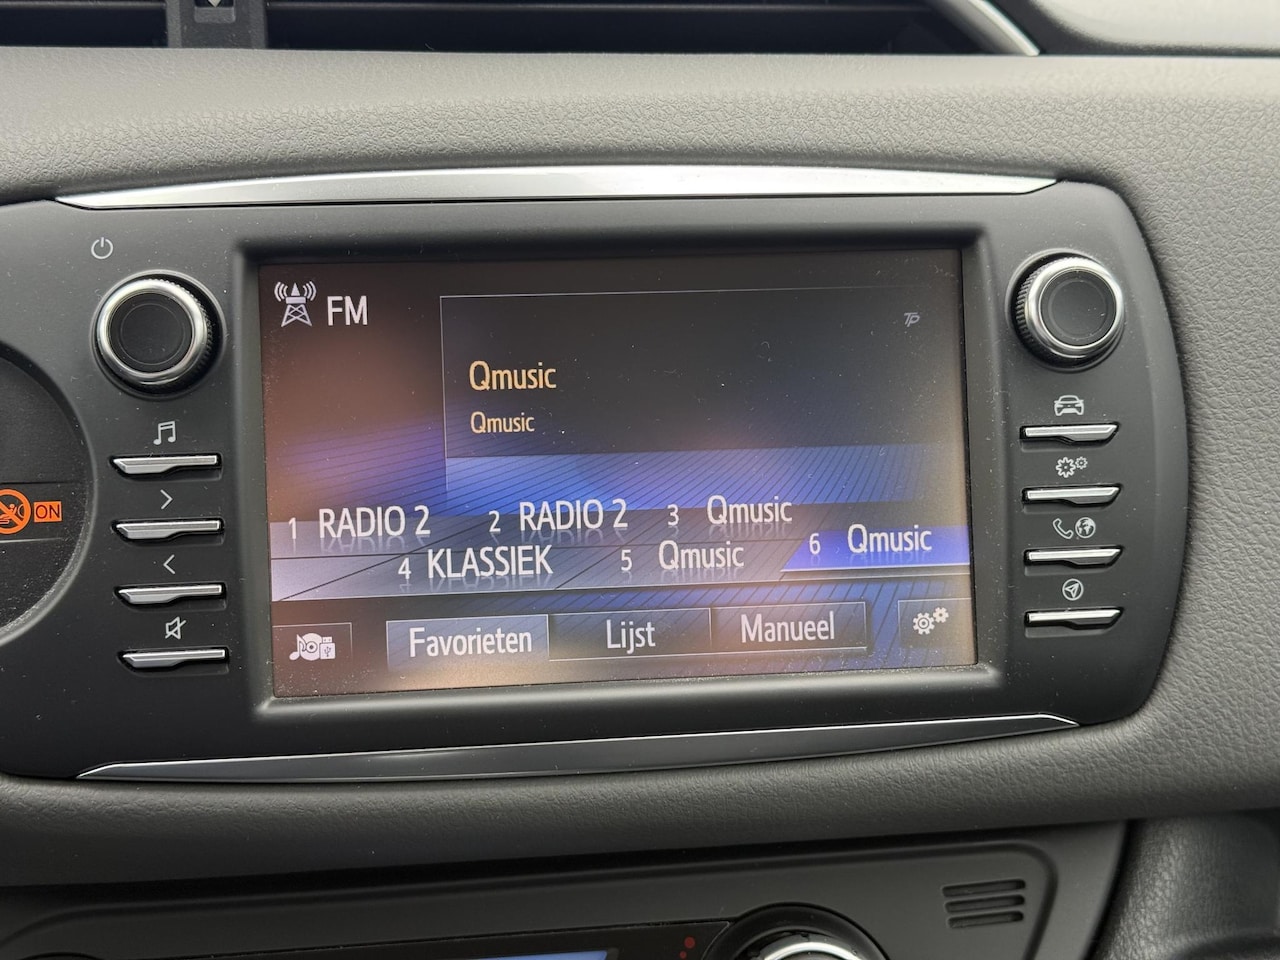 FM
TP
Qmusic
Qmusic
1 RADIO 2 2 RADIO 2 3 Qmusic
4 KLASSIEK 5 Qmusic 6 Qmusic
ON
Favorieten Lijst Manueel